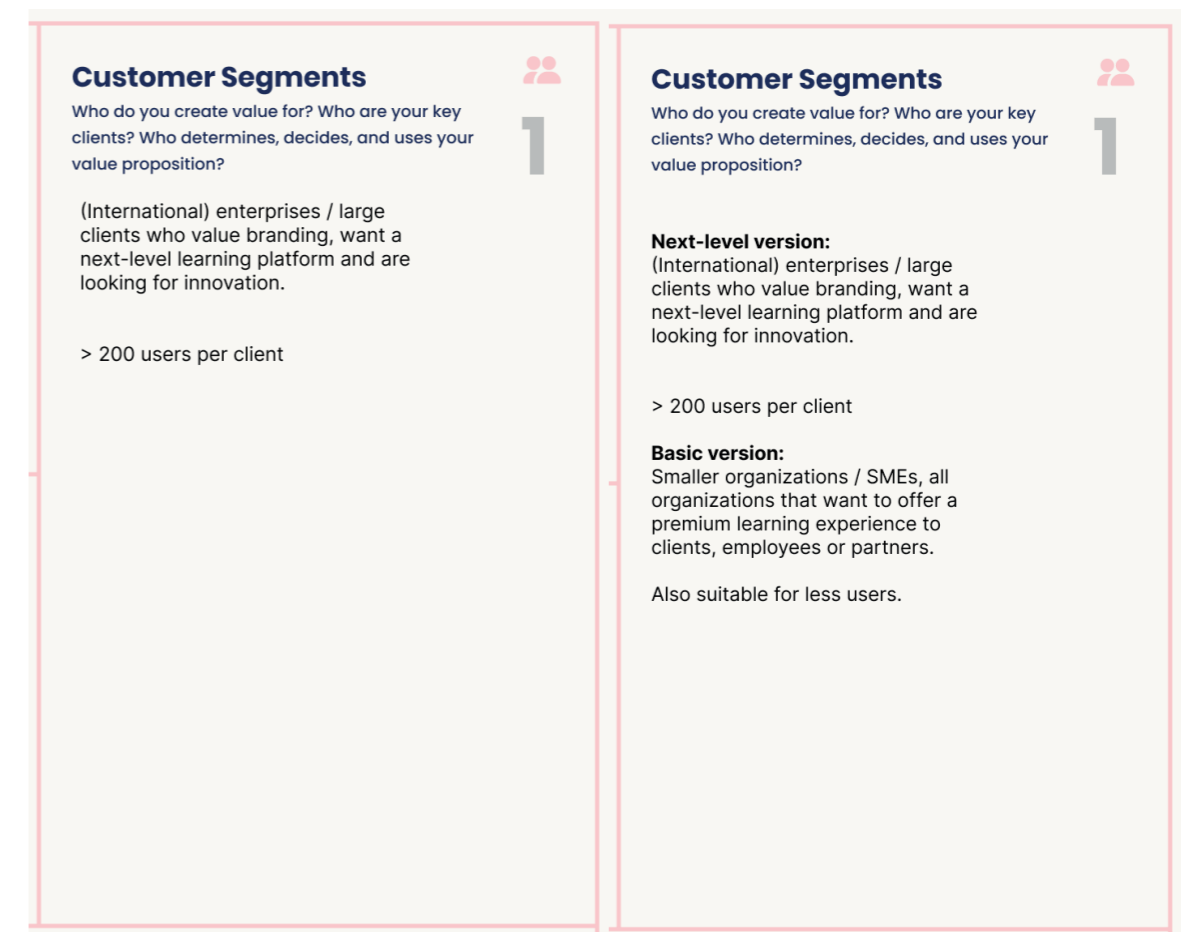 Customer Segments
Who do you create value for? Who are your key
clients? Who determines, decides, and uses your
value proposition?
1
(International) enterprises / large
clients who value branding, want a
next-level learning platform and are
looking for innovation.
> 200 users per client
Customer Segments
Who do you create value for? Who are your key
clients? Who determines, decides, and uses your
value proposition?
1
Next-level version:
(International) enterprises / large
clients who value branding, want a
next-level learning platform and are
looking for innovation.
> 200 users per client
Basic version:
Smaller organizations / SMEs, all
organizations that want to offer a
premium learning experience to
clients, employees or partners.
Also suitable for less users.